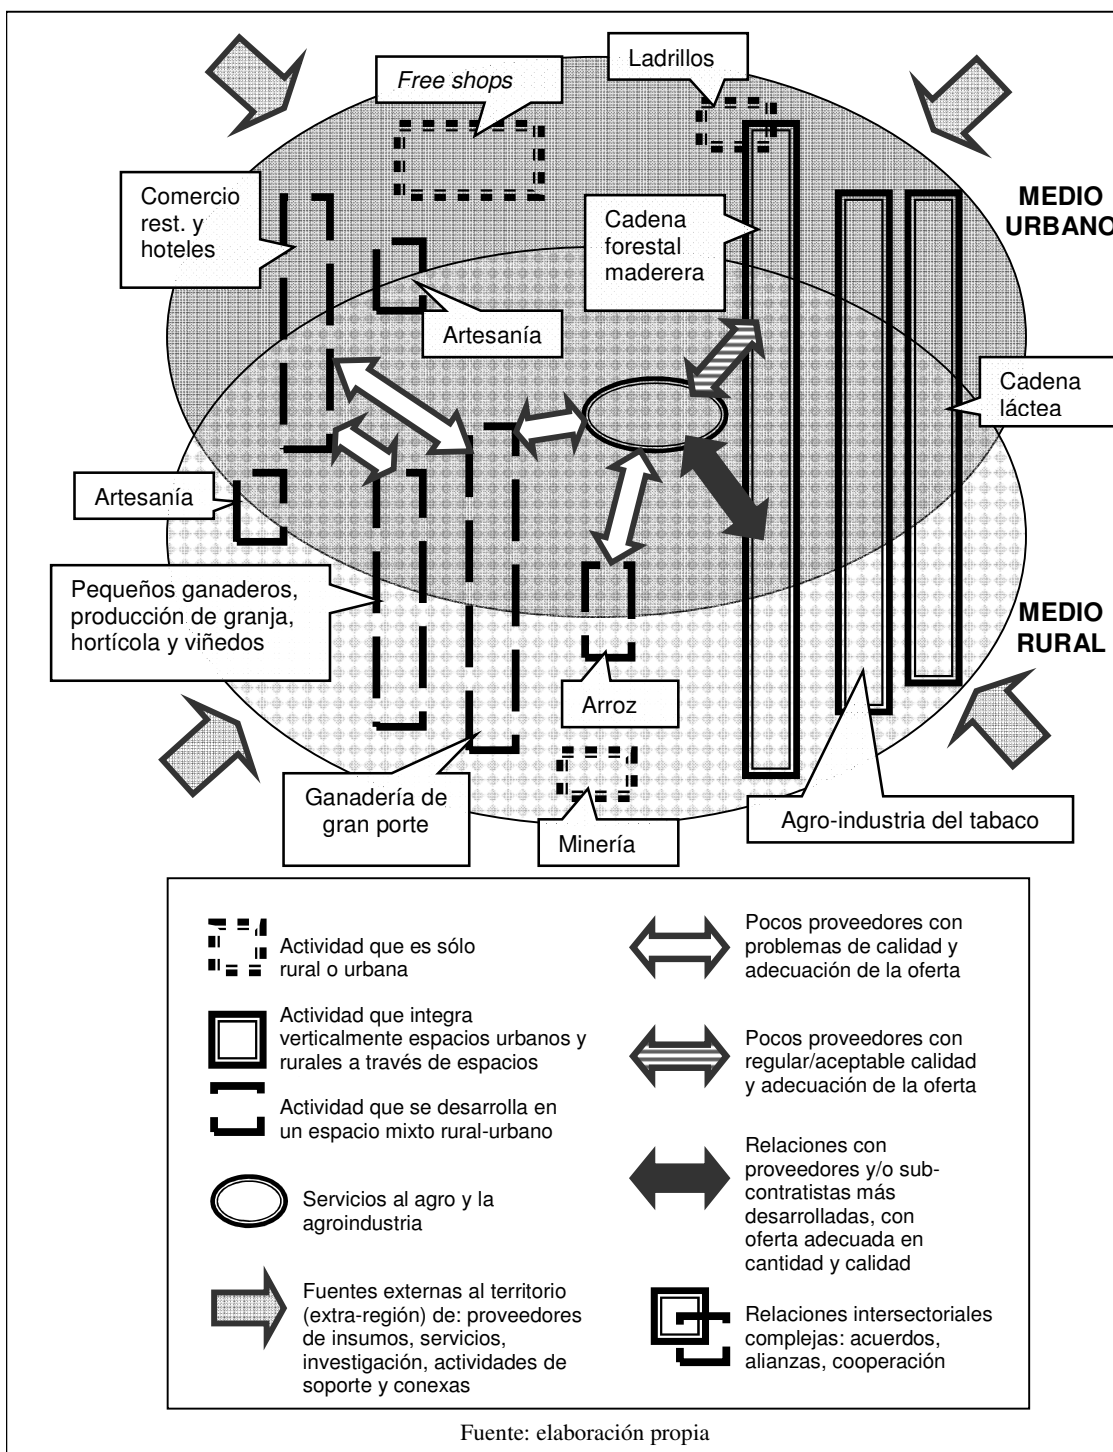 Free shops
Ladrillos
Comercio
rest. y
hoteles
Cadena
forestal
maderera
MEDIO
URBANO
Artesanía
Cadena
láctea
Artesanía
Pequeños ganaderos,
producción de granja,
hortícola y viñedos
MEDIO
RURAL
Arroz
Ganadería de
gran porte
Minería
Agro-industria del tabaco
Actividad que es sólo
rural o urbana
Actividad que integra
verticalmente espacios urbanos y
rurales a través de espacios
Actividad que se desarrolla en
un espacio mixto rural-urbano
Servicios al agro y la
agroindustria
Fuentes externas al territorio
(extra-región) de: proveedores
de insumos, servicios,
investigación, actividades de
soporte y conexas
Pocos proveedores con
problemas de calidad y
adecuación de la oferta
Pocos proveedores con
regular/aceptable calidad
y adecuación de la oferta
Relaciones con
proveedores y/o sub-
contratistas más
desarrolladas, con
oferta adecuada en
cantidad y calidad
Relaciones intersectoriales
complejas: acuerdos,
alianzas, cooperación
Fuente: elaboración propia